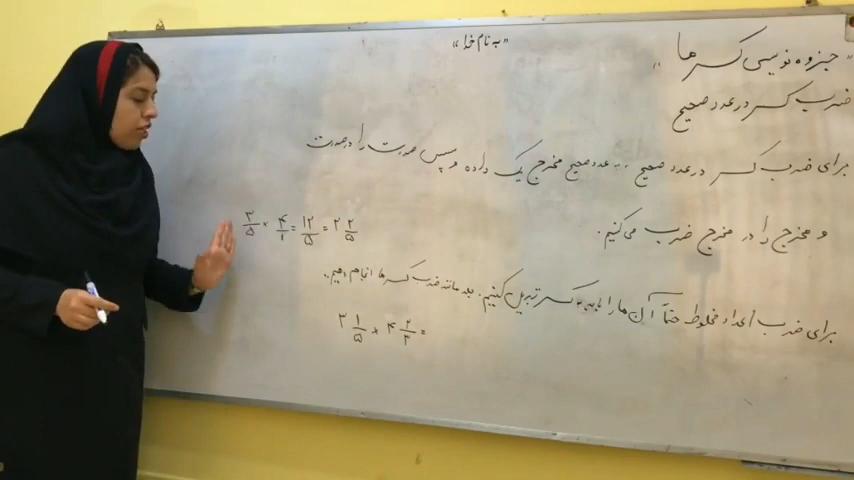 «به نام خدا»
«جزوه نویسی کسرها»
ضرب کسر در عدد صحیح
برای ضرب کسر در عدد صحیح، به عدد صحیح مخرج یک داده و سپس صورت را در صورت
و مخرج را در مخرج ضرب می‌کنیم.
۳/۵ × ۴/۱ = ۱۲/۵ = ۲ ۲/۵
برای ضرب اعداد مخلوط حتماً آن‌ها را باید به کسر تبدیل کنیم. بعد مانند ضرب کسرها انجام دهیم.
۳ ۱/۵ × ۴ ۲/۳ =